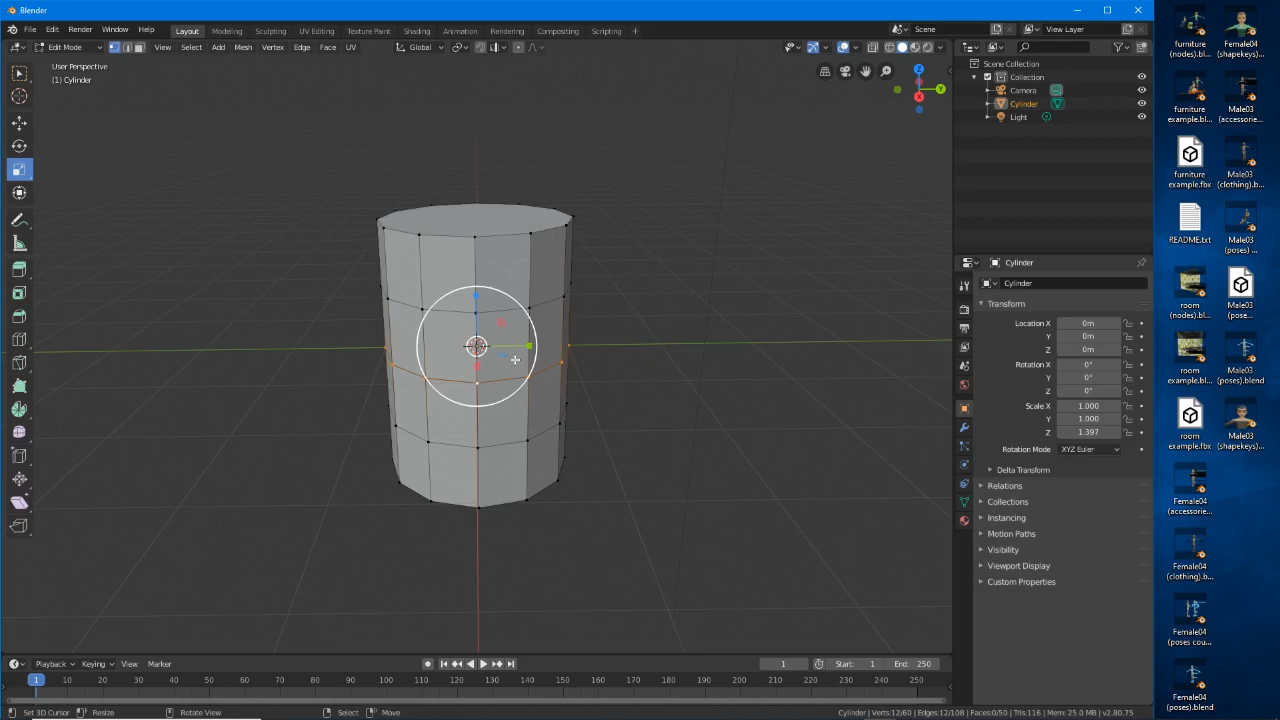 Blender
File Edit Render Window Help Layout Modeling Sculpting UV Editing Texture Paint Shading Animation Rendering Compositing Scripting + Scene View Layer
Edit Mode View Select Add Mesh Vertex Edge Face UV Global
User Perspective
(1) Cylinder
Z
Y
X
Scene Collection
Collection
Camera
Cylinder
Light
Cylinder
Cylinder
Transform
Location X 0m
Y 0m
Z 0m
Rotation X 0°
Y 0°
Z 0°
Scale X 1.000
Y 1.000
Z 1.397
Rotation Mode XYZ Euler
Delta Transform
Relations
Collections
Instancing
Motion Paths
Visibility
Viewport Display
Custom Properties
Playback Keying View Marker 1 Start: 1 End: 250
1 10 20 30 40 50 60 70 80 90 100 110 120 130 140 150 160 170 180 190 200 210 220 230 240 250
Set 3D Cursor Resize Rotate View Select Move Cylinder | Verts:12/60 | Edges:12/108 | Faces:0/50 | Tris:116 | Mem: 25.0 MB | v2.80.75
furniture
(nodes).bl...
Female04
(shapekeys)
furniture
example.bl...
Male03
(accessorie...
furniture
example.fbx
Male03
(clothing).b...
README.txt
Male03
(poses) ...
room
(nodes).bl...
Male03
(pose...
room
example.bl...
Male03
(poses).blend
room
example.fbx
Male03
(shapekeys)
Female04
(accessorie...
Female04
(clothing).b...
Female04
(poses cou...
Female04
(poses).blend